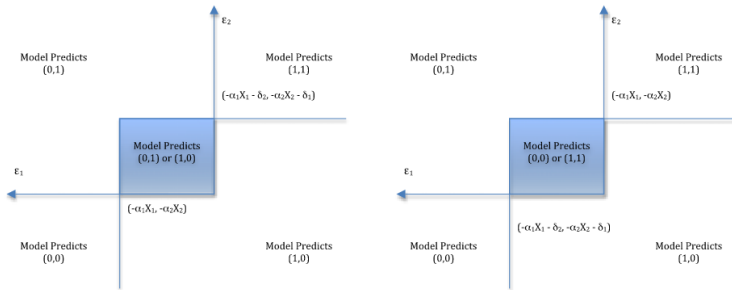 ε₂
Model Predicts
(0,1)
Model Predicts
(1,1)
(-α₁X₁ - δ₂, -α₂X₂ - δ₁)
Model Predicts
(0,1) or (1,0)
ε₁
(-α₁X₁, -α₂X₂)
Model Predicts
(0,0)
Model Predicts
(1,0)
ε₂
Model Predicts
(0,1)
Model Predicts
(1,1)
(-α₁X₁, -α₂X₂)
Model Predicts
(0,0) or (1,1)
ε₁
(-α₁X₁ - δ₂, -α₂X₂ - δ₁)
Model Predicts
(0,0)
Model Predicts
(1,0)